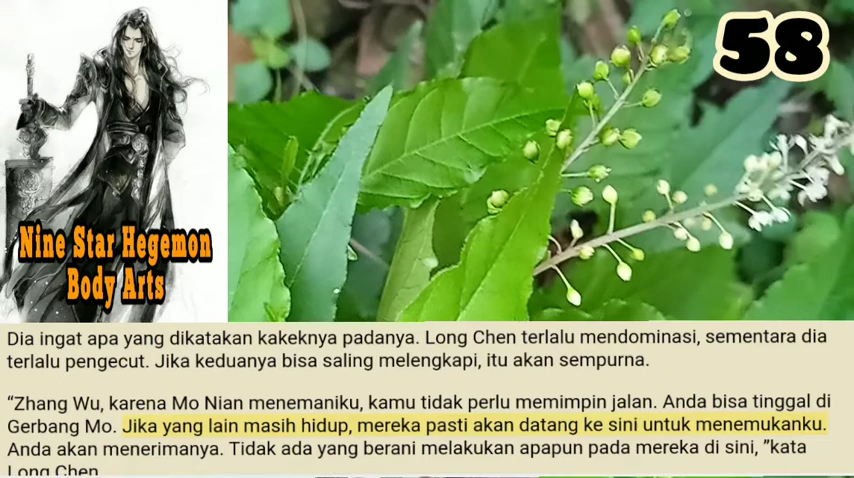 58
Nine Star Hegemon
Body Arts
Dia ingat apa yang dikatakan kakeknya padanya. Long Chen terlalu mendominasi, sementara dia
terlalu pengecut. Jika keduanya bisa saling melengkapi, itu akan sempurna.
“Zhang Wu, karena Mo Nian menemaniku, kamu tidak perlu memimpin jalan. Anda bisa tinggal di
Gerbang Mo. Jika yang lain masih hidup, mereka pasti akan datang ke sini untuk menemukanku.
Anda akan menerimanya. Tidak ada yang berani melakukan apapun pada mereka di sini, ”kata
Long Chen